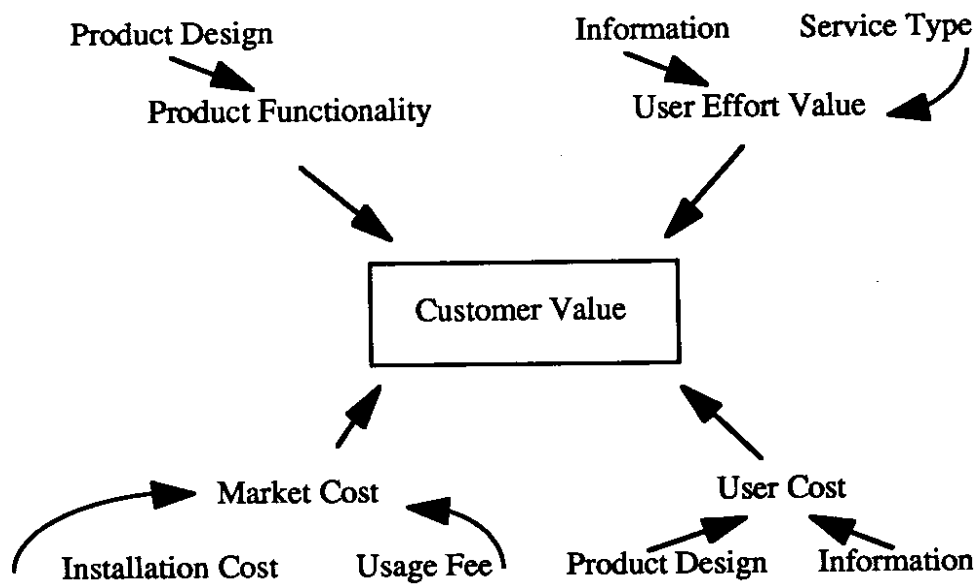 Product Design
Information
Service Type
Product Functionality
User Effort Value
Customer Value
Market Cost
User Cost
Installation Cost
Usage Fee
Product Design
Information